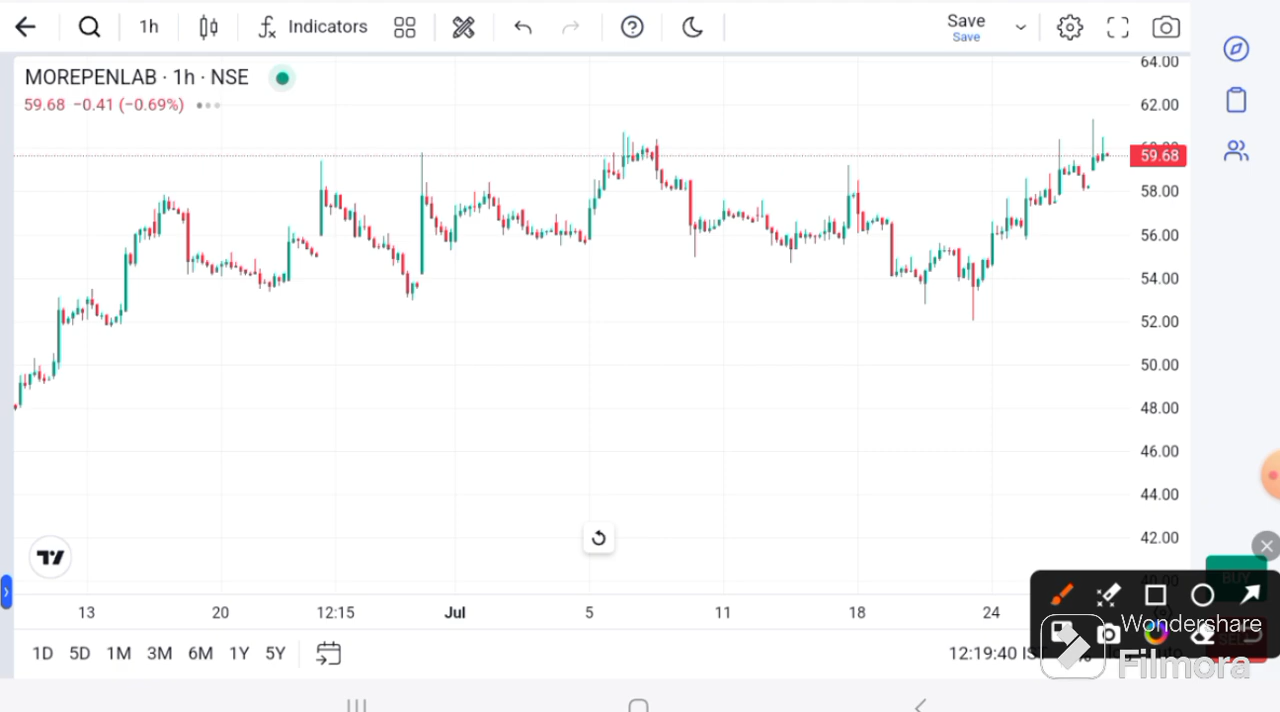 1h
Indicators
Save
Save
MOREPENLAB · 1h · NSE
59.68 −0.41 (−0.69%)
64.00
62.00
59.68
58.00
56.00
54.00
52.00
50.00
48.00
46.00
44.00
42.00
BUY
13 20 12:15 Jul 5 11 18 24
1D 5D 1M 3M 6M 1Y 5Y
12:19:40 IST
Wondershare
Filmora